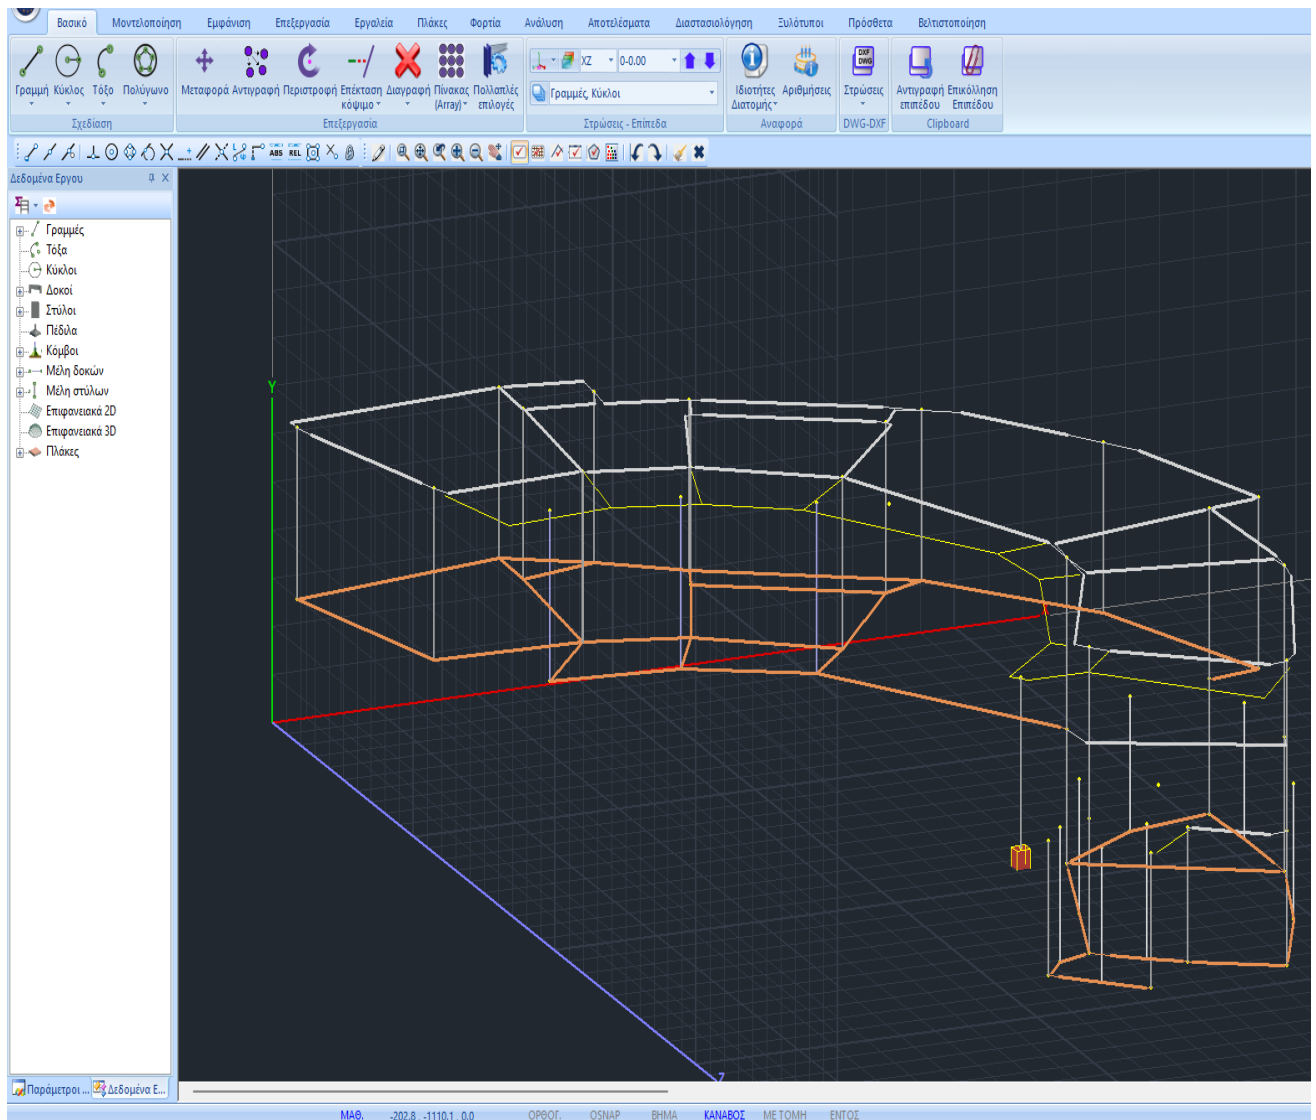 Βασικό Μοντελοποίηση Εμφάνιση Επεξεργασία Εργαλεία Πλάκες Φορτία Ανάλυση Αποτελέσματα Διαστασιολόγηση Ξυλότυποι Πρόσθετα Βελτιστοποίηση
XZ 0-0.00
DXF
DWG
Γραμμή Κύκλος Τόξο Πολύγωνο Μεταφορά Αντιγραφή Περιστροφή Επέκταση Διαγραφή Πίνακας Πολλαπλές Γραμμές, Κύκλοι Ιδιότητες Αριθμήσεις Στρώσεις Αντιγραφή Επικόλληση
κόψιμο (Array) επιλογές Διατομής επιπέδου Επιπέδου
Σχεδίαση Επεξεργασία Στρώσεις - Επίπεδα Αναφορά DWG-DXF Clipboard
ABS REL
Δεδομένα Εργου
Γραμμές
Τόξα
Κύκλοι
Δοκοί
Στύλοι
Πέδιλα
Κόμβοι
Μέλη δοκών
Μέλη στύλων
Επιφανειακά 2D
Επιφανειακά 3D
Πλάκες
Y
Z
Παράμετροι ... Δεδομένα Ε...
ΜΑΘ. -202.8, -1110.1, 0.0 ΟΡΘΟΓ. OSNAP ΒΗΜΑ ΚΑΝΑΒΟΣ ΜΕ ΤΟΜΗ ΕΝΤΟΣ